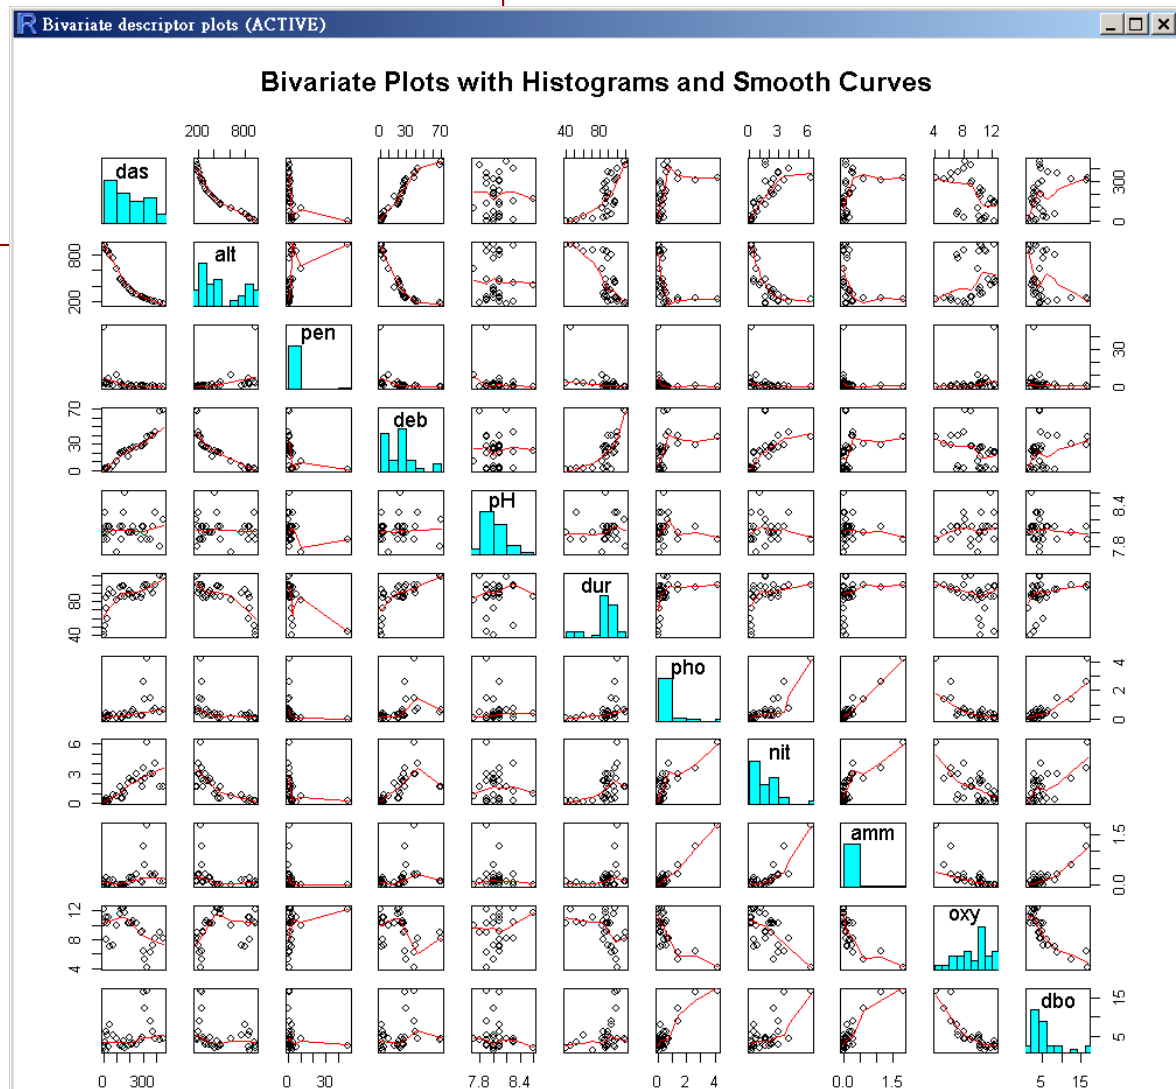 R Bivariate descriptor plots (ACTIVE)
Bivariate Plots with Histograms and Smooth Curves
200 800 0 30 70 40 80 0 3 6 4 8 12
das
0 300
200 800
alt
pen
0 30
0 30 70
deb
pH
7.8 8.4
40 80
dur
pho
0 2 4
0 3 6
nit
amm
0.0 1.5
4 8 12
oxy
dbo
5 15
0 300 0 30 7.8 8.4 0 2 4 0.0 1.5 5 15